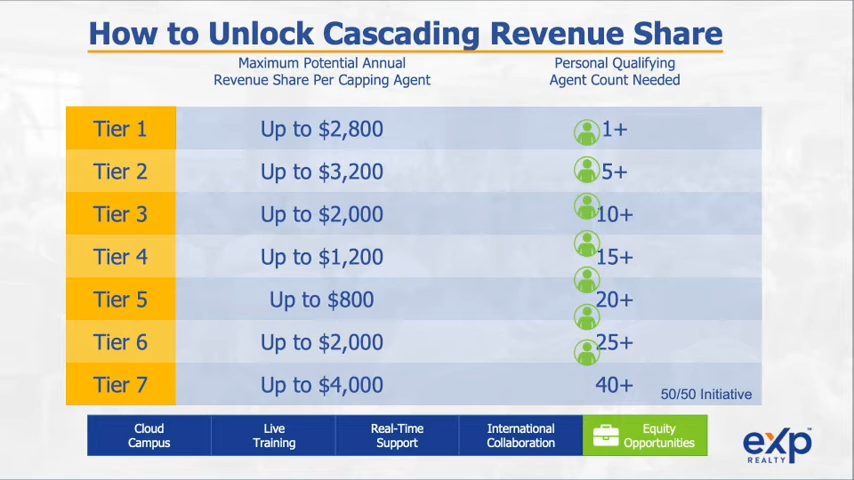 How to Unlock Cascading Revenue Share
Maximum Potential Annual
Revenue Share Per Capping Agent
Personal Qualifying
Agent Count Needed
Tier 1 Up to $2,800 1+
Tier 2 Up to $3,200 5+
Tier 3 Up to $2,000 10+
Tier 4 Up to $1,200 15+
Tier 5 Up to $800 20+
Tier 6 Up to $2,000 25+
Tier 7 Up to $4,000 40+
50/50 Initiative
Cloud
Campus
Live
Training
Real-Time
Support
International
Collaboration
Equity
Opportunities
exp™
REALTY